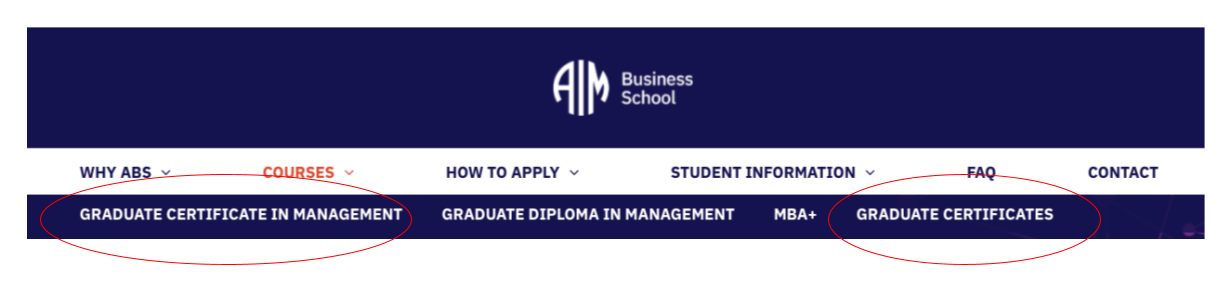 AIM Business
School
WHY ABS COURSES HOW TO APPLY STUDENT INFORMATION FAQ CONTACT
GRADUATE CERTIFICATE IN MANAGEMENT GRADUATE DIPLOMA IN MANAGEMENT MBA+ GRADUATE CERTIFICATES